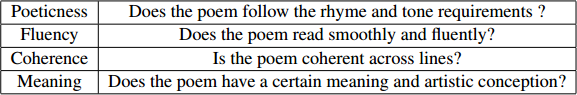 Poeticness Does the poem follow the rhyme and tone requirements ?
Fluency Does the poem read smoothly and fluently?
Coherence Is the poem coherent across lines?
Meaning Does the poem have a certain meaning and artistic conception?